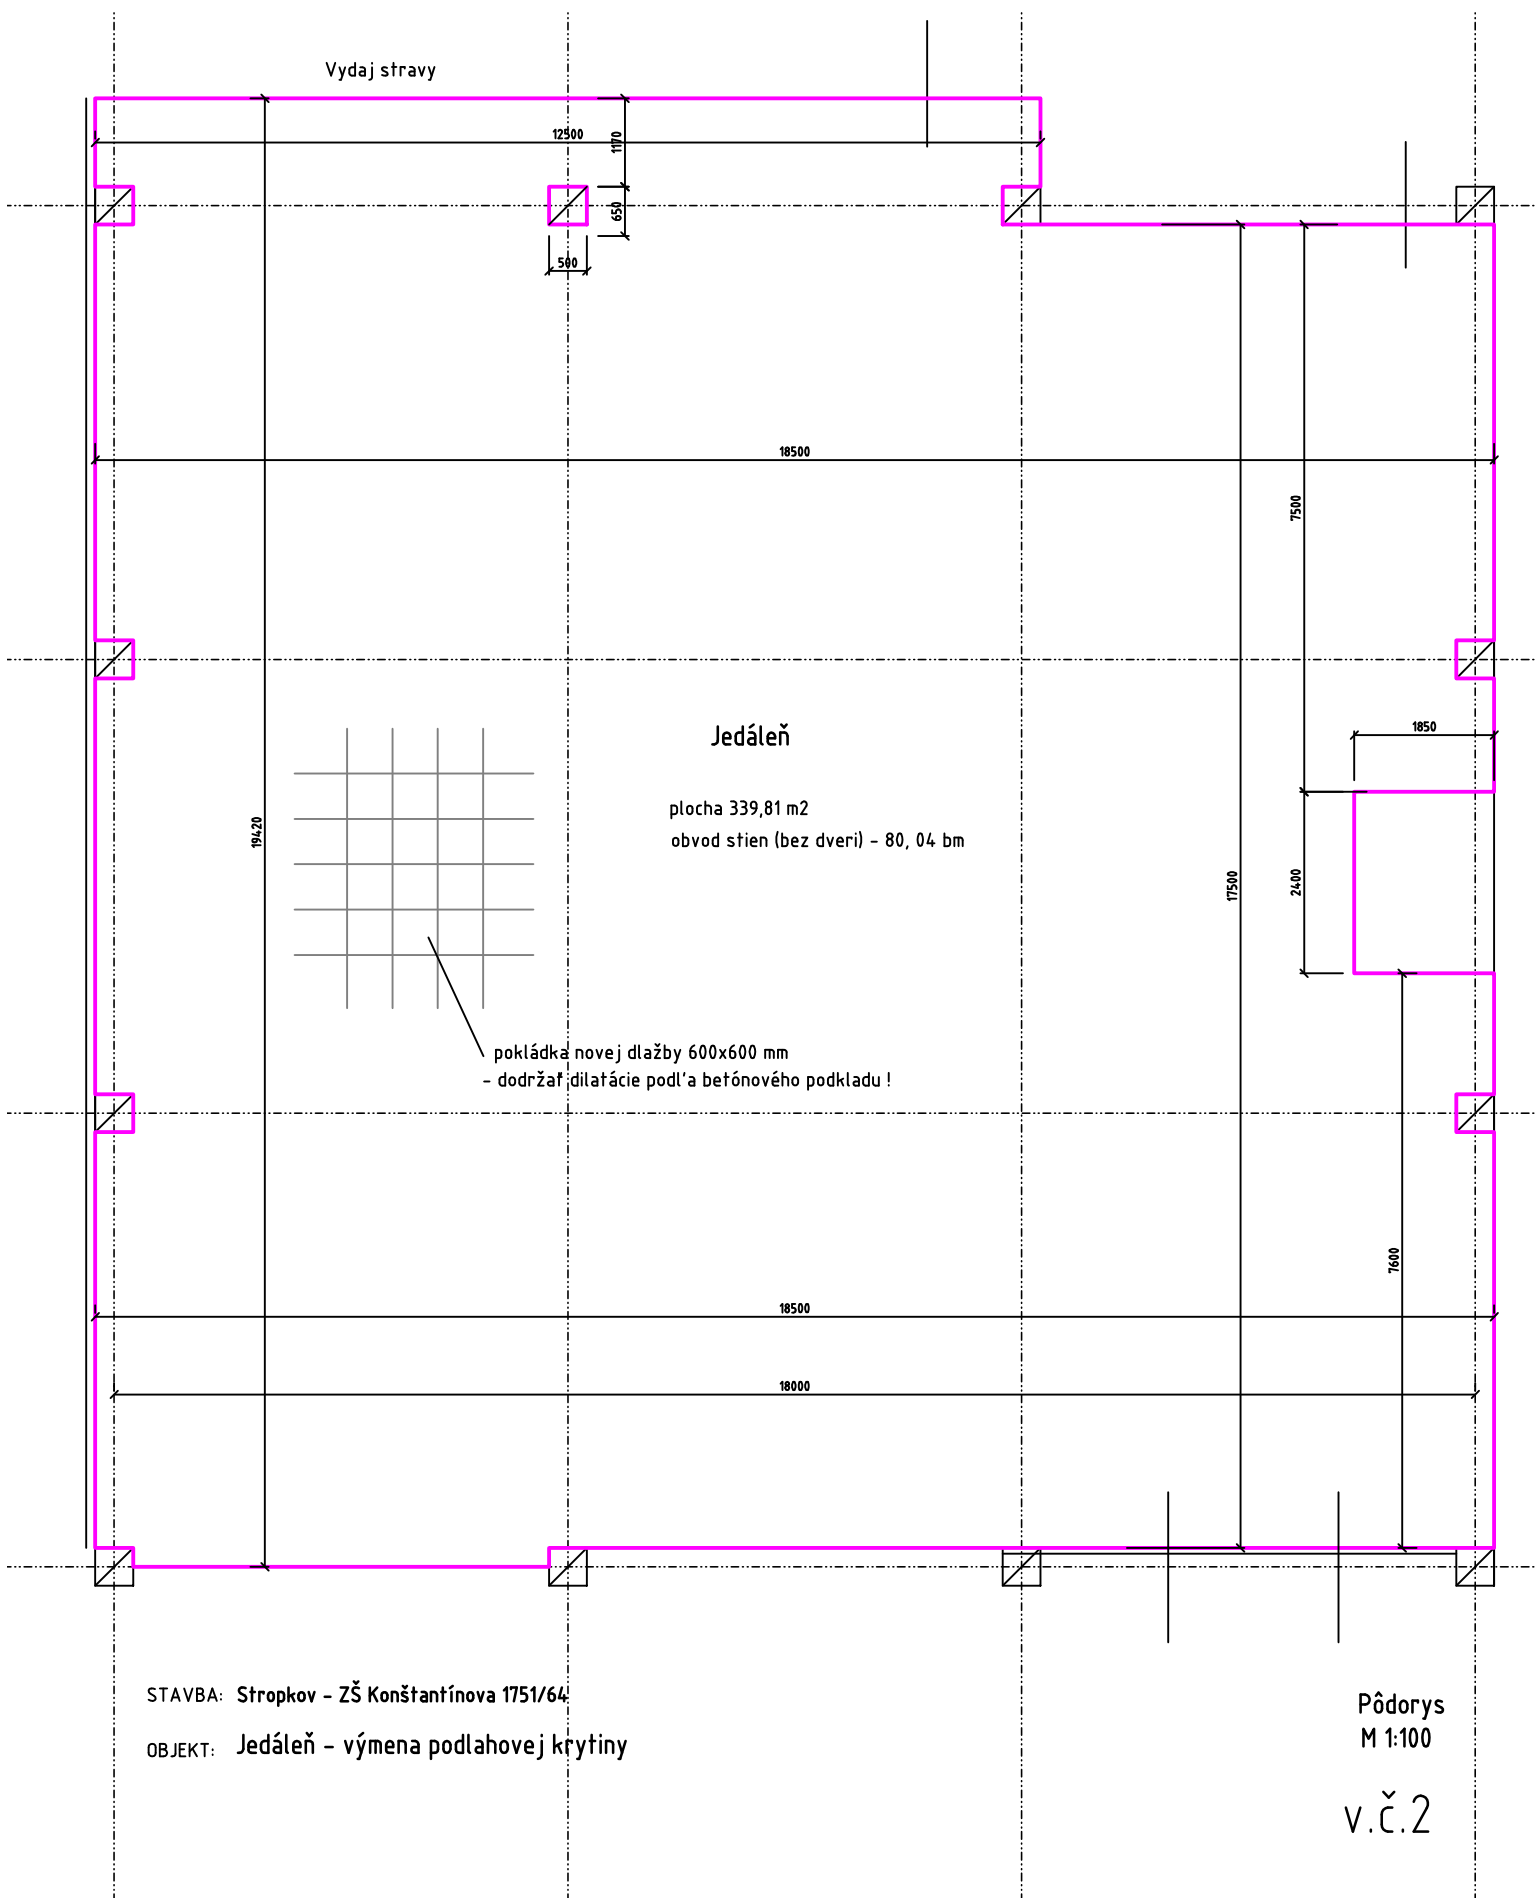 Vydaj stravy
12500
1170
650
500
18500
7500
1850
Jedáleň
plocha 339,81 m2
obvod stien (bez dveri) - 80, 04 bm
19420
17500
2400
pokládka novej dlažby 600x600 mm
- dodržať dilatácie podľa betónového podkladu !
7600
18500
18000
STAVBA: Stropkov - ZŠ Konštantínova 1751/64
OBJEKT: Jedáleň - výmena podlahovej krytiny
Pôdorys
M 1:100
v.č.2